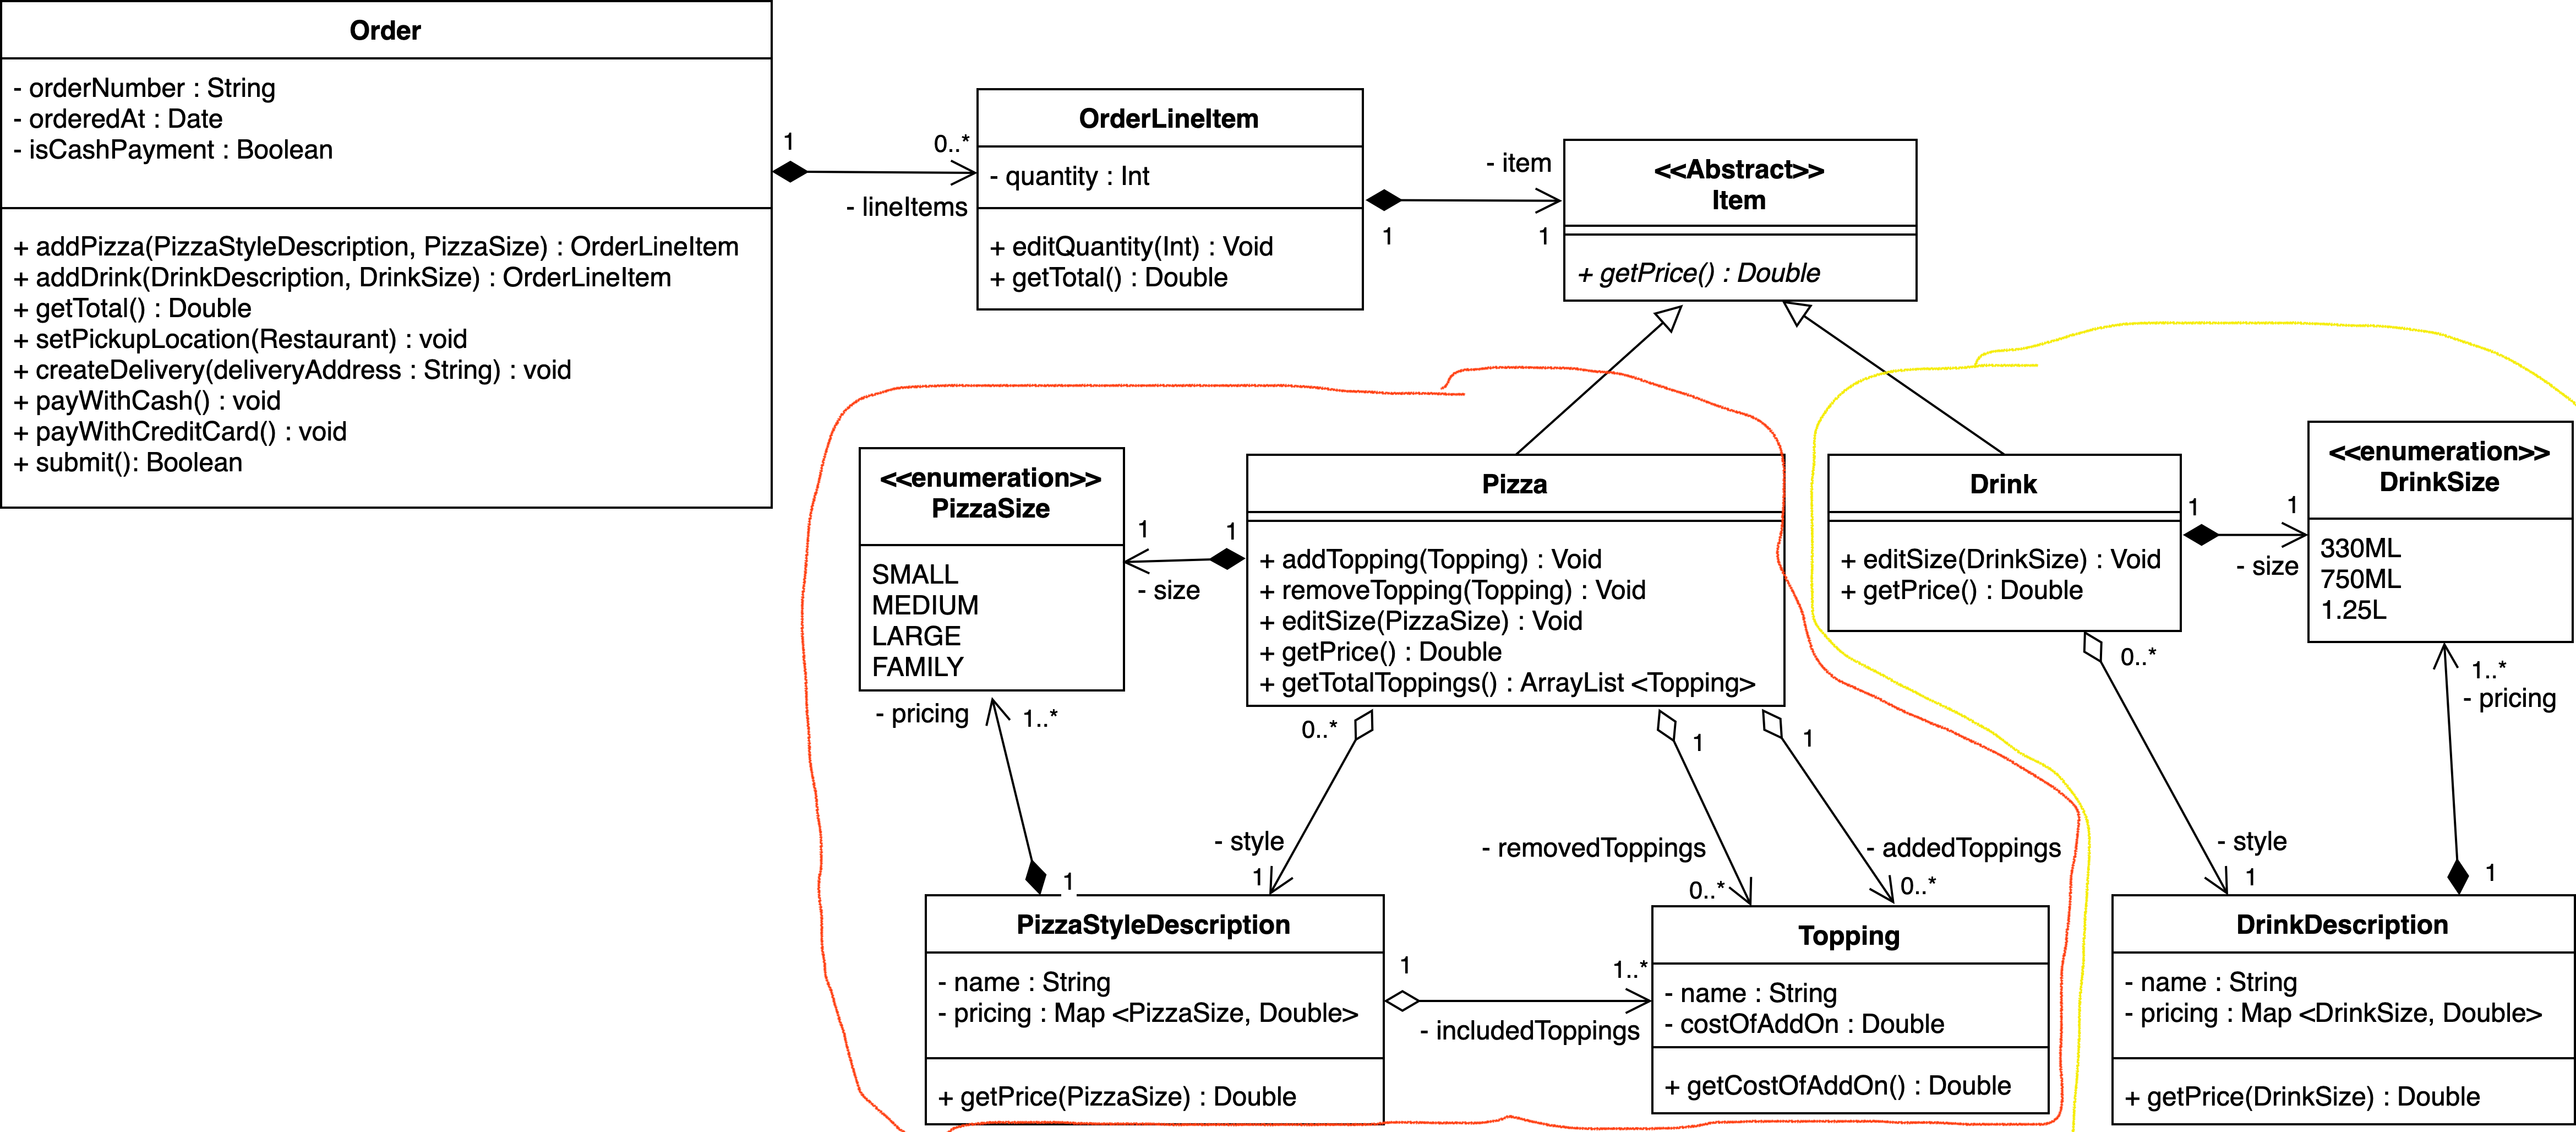 Order
- orderNumber : String
- orderedAt : Date
- isCashPayment : Boolean
+ addPizza(PizzaStyleDescription, PizzaSize) : OrderLineItem
+ addDrink(DrinkDescription, DrinkSize) : OrderLineItem
+ getTotal() : Double
+ setPickupLocation(Restaurant) : void
+ createDelivery(deliveryAddress : String) : void
+ payWithCash() : void
+ payWithCreditCard() : void
+ submit(): Boolean
1
0..*
- lineItems
OrderLineItem
- quantity : Int
+ editQuantity(Int) : Void
+ getTotal() : Double
- item
1
1
<<Abstract>>
Item
+ getPrice() : Double
<<enumeration>>
PizzaSize
SMALL
MEDIUM
LARGE
FAMILY
1
1
- size
Pizza
+ addTopping(Topping) : Void
+ removeTopping(Topping) : Void
+ editSize(PizzaSize) : Void
+ getPrice() : Double
+ getTotalToppings() : ArrayList <Topping>
Drink
+ editSize(DrinkSize) : Void
+ getPrice() : Double
1
1
- size
<<enumeration>>
DrinkSize
330ML
750ML
1.25L
- pricing
1..*
1
0..*
- style
1
1
- removedToppings
0..*
1
- addedToppings
0..*
0..*
- style
1
1..*
- pricing
1
PizzaStyleDescription
- name : String
- pricing : Map <PizzaSize, Double>
+ getPrice(PizzaSize) : Double
1
1..*
- includedToppings
Topping
- name : String
- costOfAddOn : Double
+ getCostOfAddOn() : Double
DrinkDescription
- name : String
- pricing : Map <DrinkSize, Double>
+ getPrice(DrinkSize) : Double